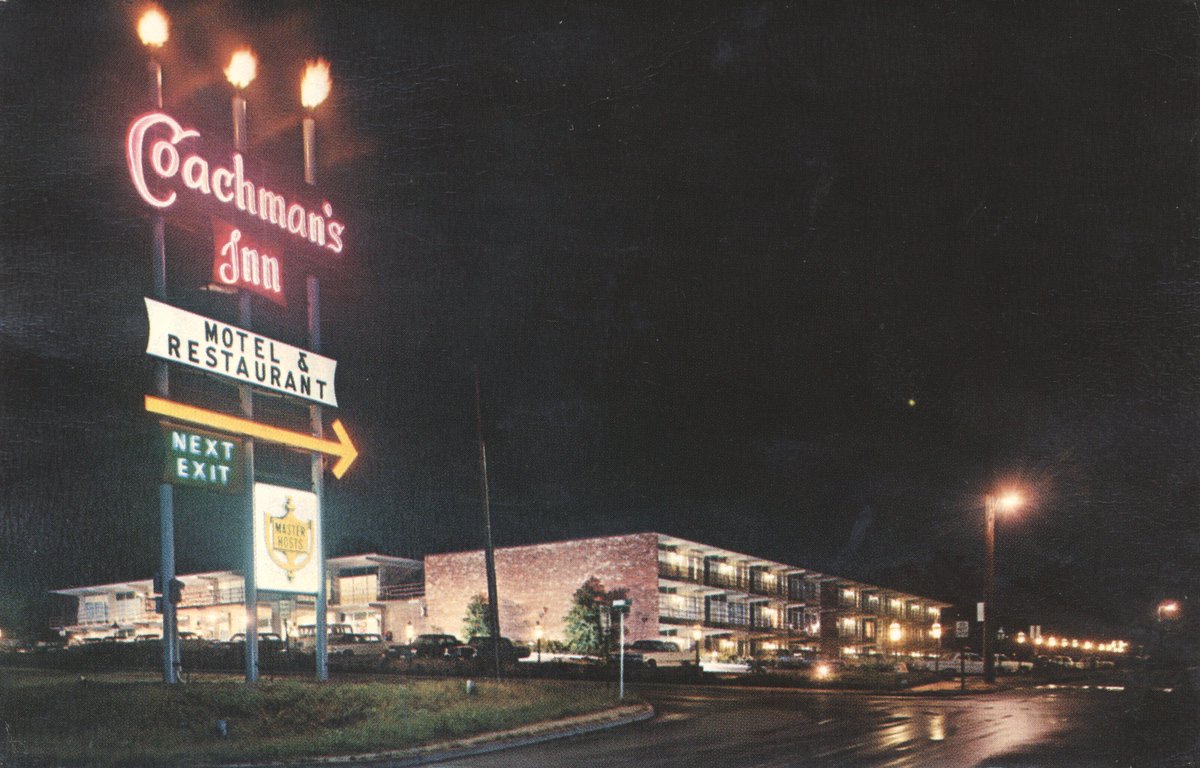 Coachman's
Inn
MOTEL &
RESTAURANT
NEXT
EXIT
MASTER
HOSTS